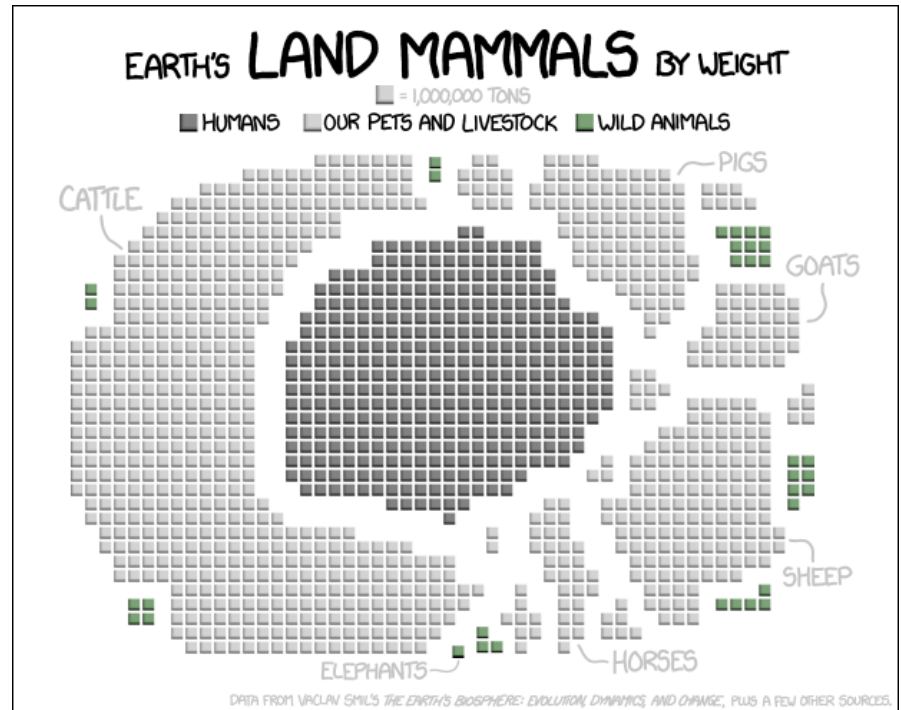 EARTH'S LAND MAMMALS BY WEIGHT
= 1,000,000 TONS
HUMANS OUR PETS AND LIVESTOCK WILD ANIMALS
PIGS
CATTLE
GOATS
SHEEP
HORSES
ELEPHANTS
DATA FROM VACLAV SMIL'S THE EARTH'S BIOSPHERE: EVOLUTION, DYNAMICS, AND CHANGE, PLUS A FEW OTHER SOURCES.